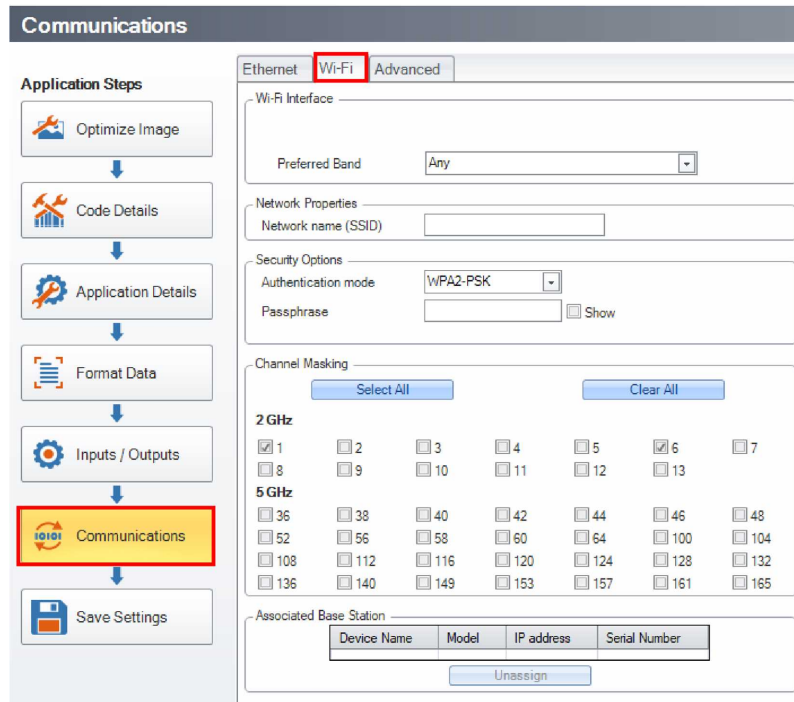 Communications
Application Steps
Optimize Image
Code Details
Application Details
Format Data
Inputs / Outputs
10101
Communications
Save Settings
Ethernet Wi-Fi Advanced
Wi-Fi Interface
Preferred Band Any
Network Properties
Network name (SSID)
Security Options
Authentication mode WPA2-PSK
Passphrase Show
Channel Masking
Select All Clear All
2 GHz
1 2 3 4 5 6 7
8 9 10 11 12 13
5 GHz
36 38 40 42 44 46 48
52 56 58 60 64 100 104
108 112 116 120 124 128 132
136 140 149 153 157 161 165
Associated Base Station
Device Name Model IP address Serial Number
Unassign